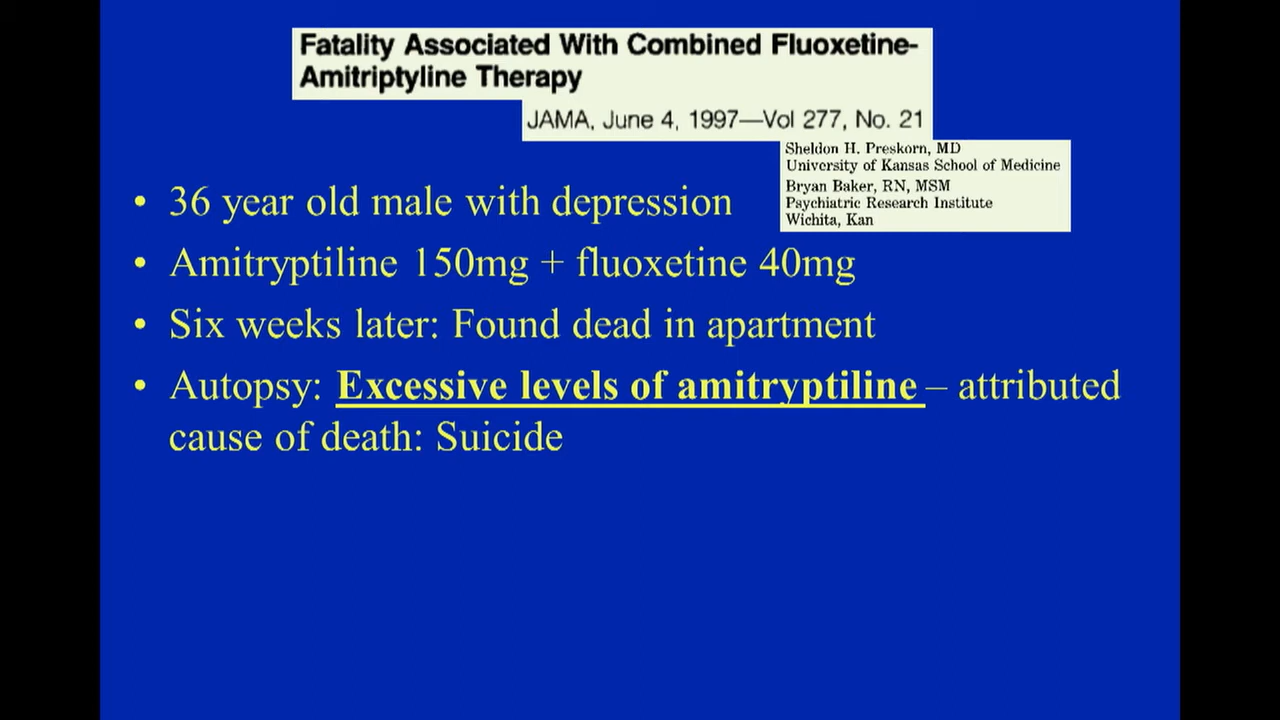 Fatality Associated With Combined Fluoxetine-
Amitriptyline Therapy
JAMA, June 4, 1997—Vol 277, No. 21
Sheldon H. Preskorn, MD
University of Kansas School of Medicine
Bryan Baker, RN, MSM
Psychiatric Research Institute
Wichita, Kan
• 36 year old male with depression
• Amitryptiline 150mg + fluoxetine 40mg
• Six weeks later: Found dead in apartment
• Autopsy: Excessive levels of amitryptiline – attributed
cause of death: Suicide